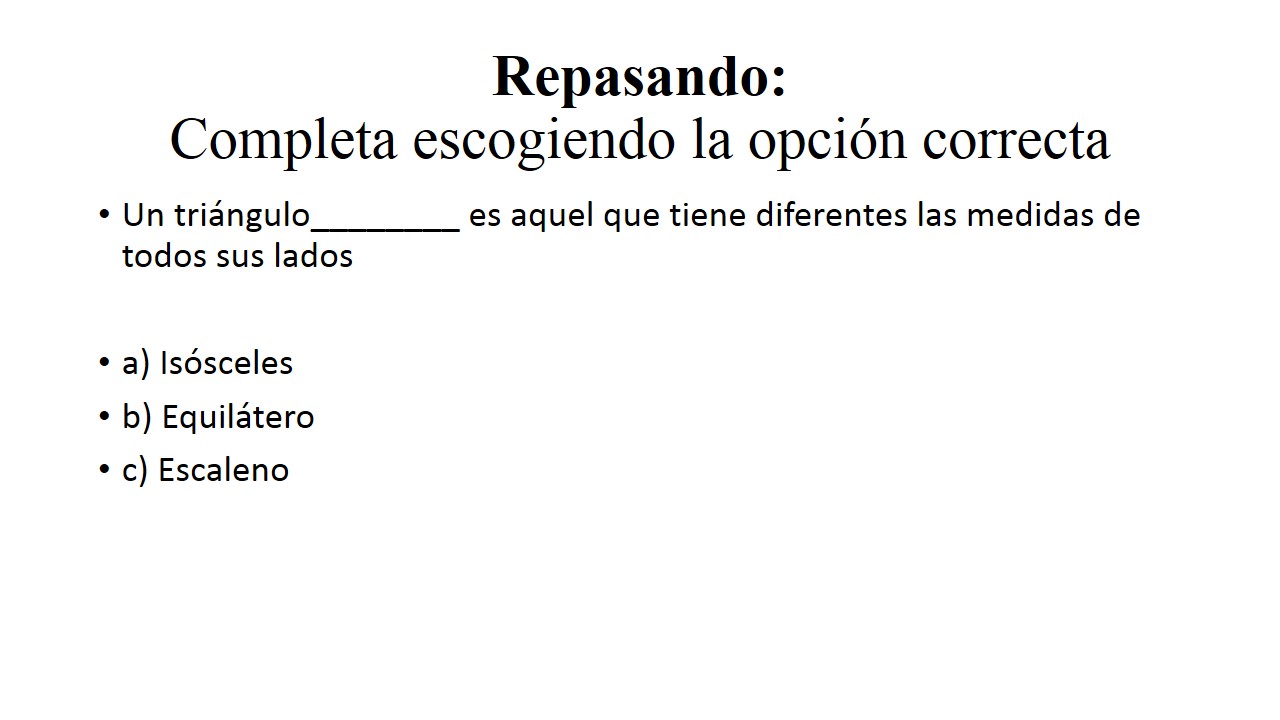 Repasando:
Completa escogiendo la opción correcta
• Un triángulo________ es aquel que tiene diferentes las medidas de
todos sus lados
• a) Isósceles
• b) Equilátero
• c) Escaleno